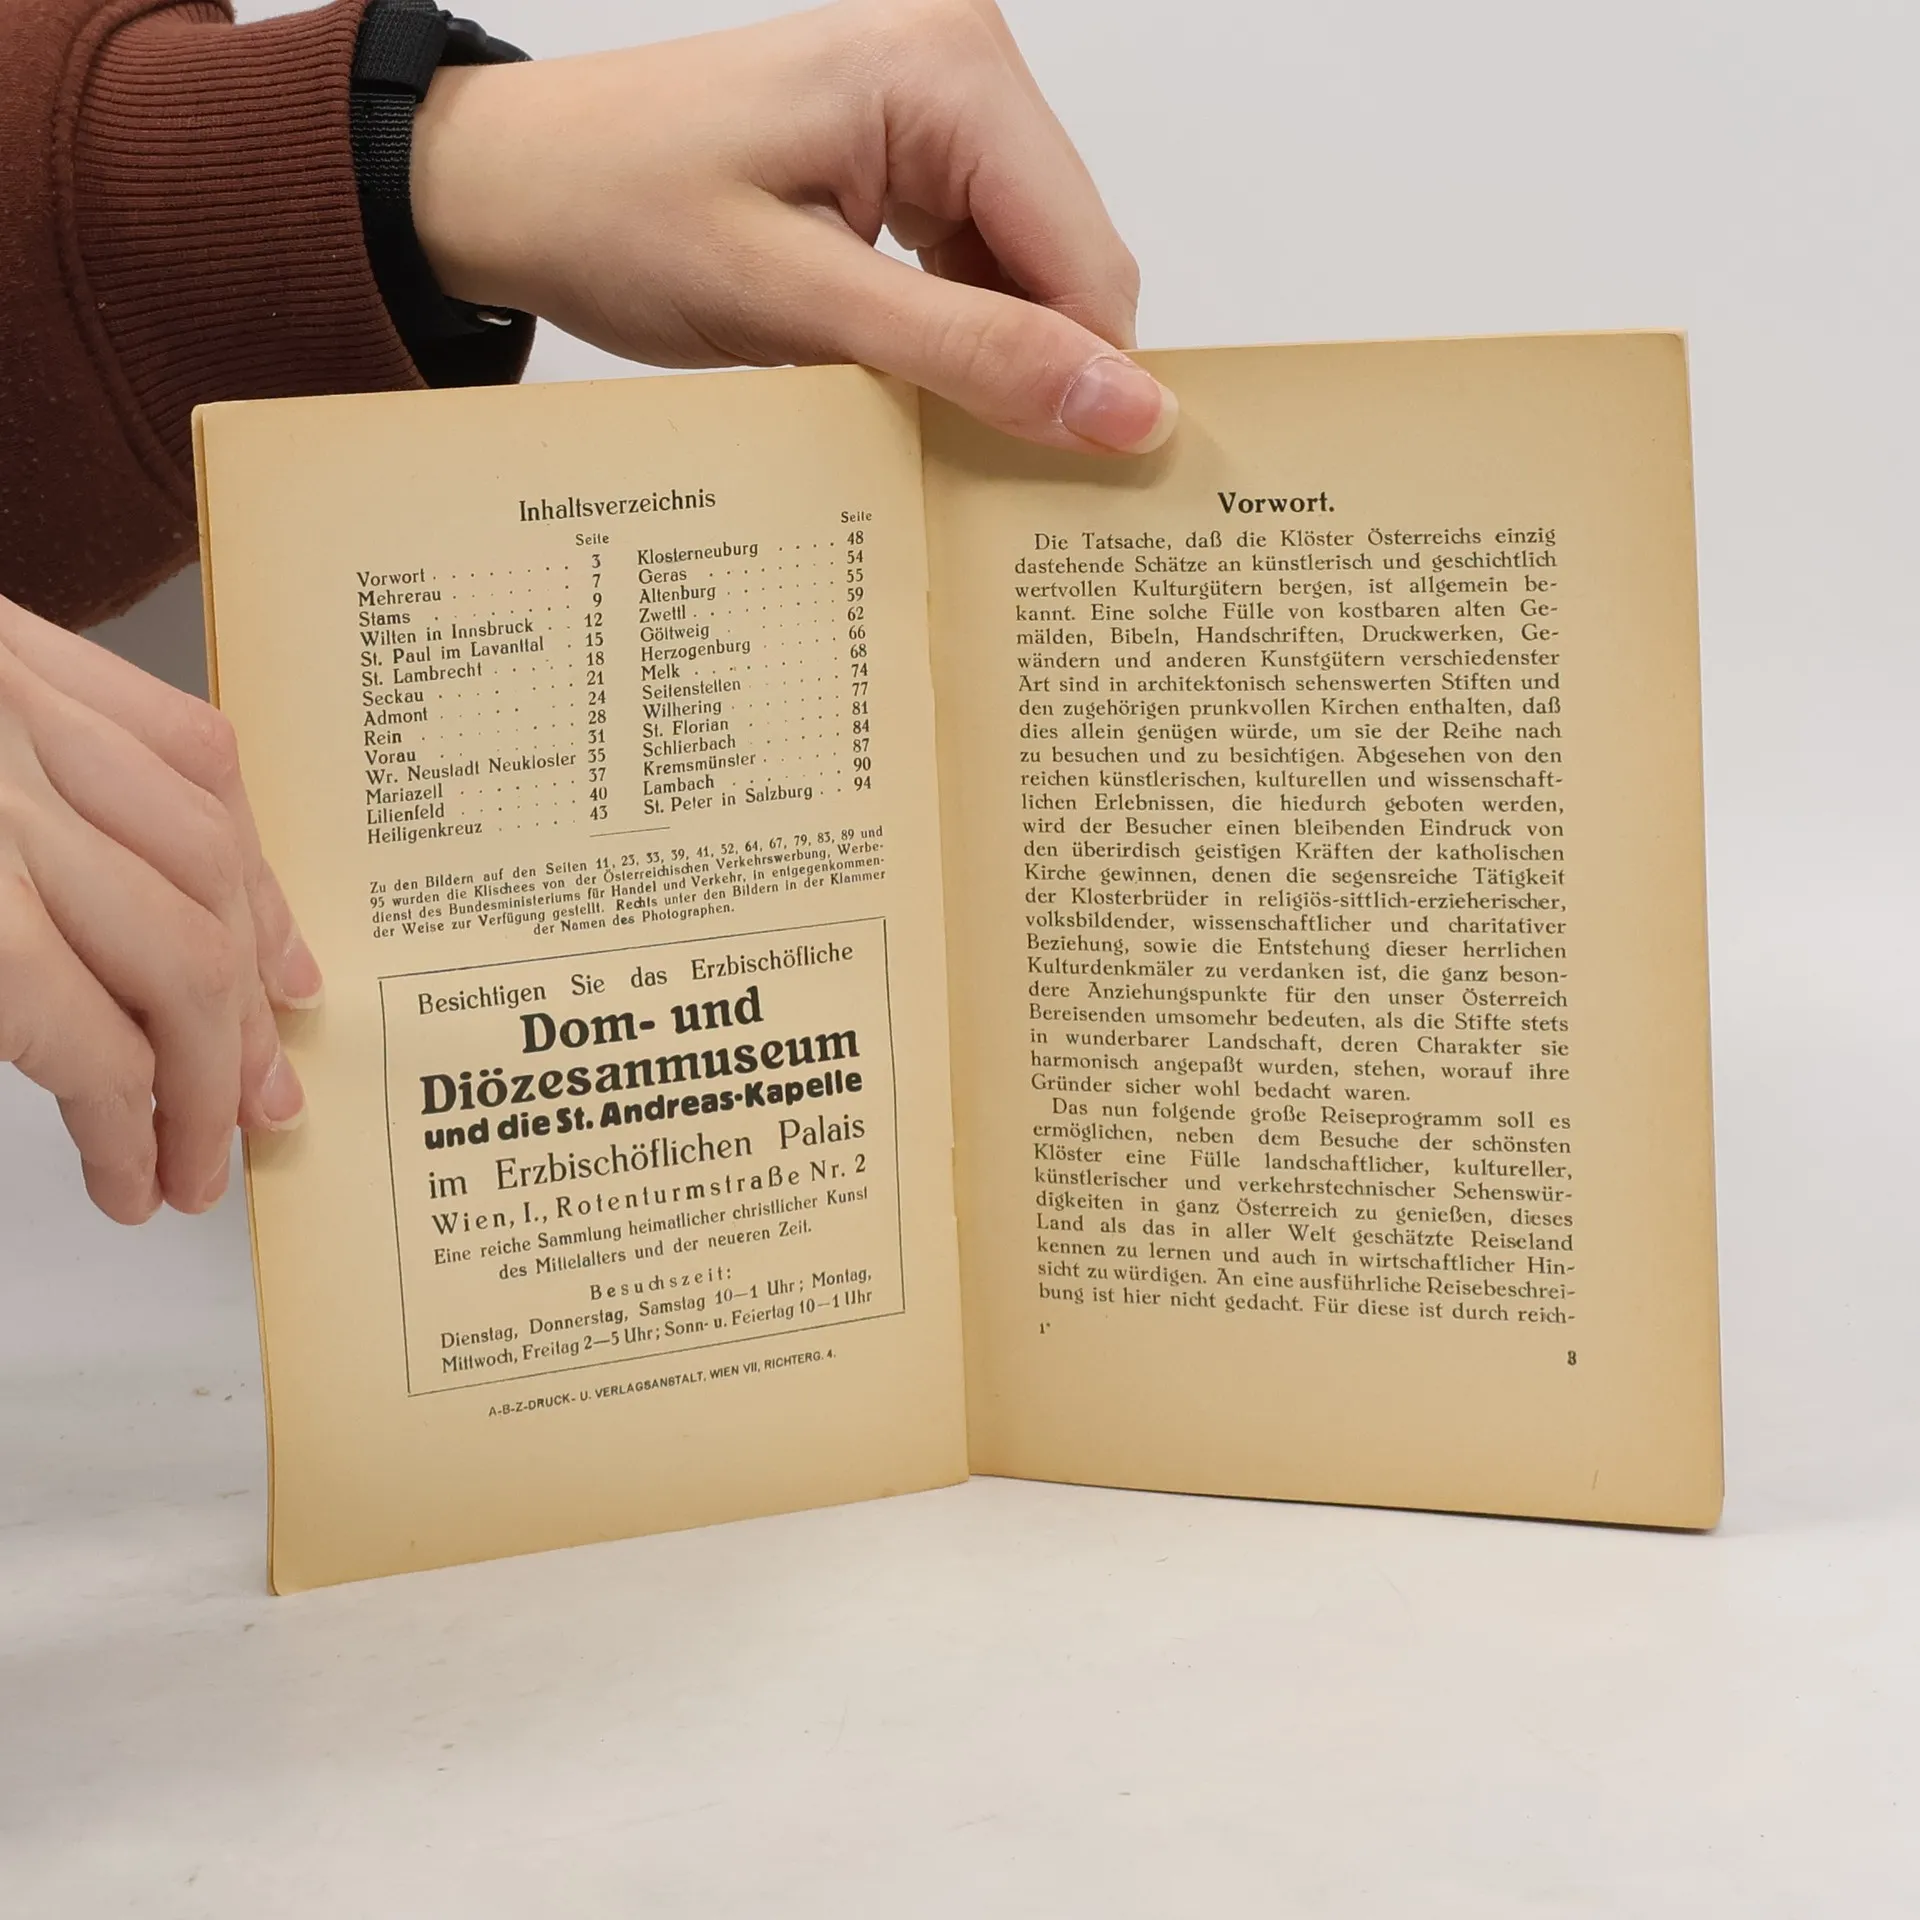 Inhaltsverzeichnis
Seite
Vorwort . . . . . . . . 3
Mehrerau . . . . . . . 7
Stams . . . . . . . . 9
Wilten in Innsbruck . . 12
St. Paul im Lavanttal . 15
St. Lambrecht . . . . . 18
Seckau . . . . . . . 21
Admont . . . . . . . 24
Rein . . . . . . . . 28
Vorau . . . . . . . . 31
Wr. Neustadt Neukloster 35
Mariazell . . . . . . . 37
Lilienfeld . . . . . . . 40
Heiligenkreuz . . . . . 43
Seite
Klosterneuburg . . . . 48
Geras . . . . . . . 54
Altenburg . . . . . . 55
Zwettl . . . . . . . . 59
Göttweig . . . . . . 62
Herzogenburg . . . . 66
Melk . . . . . . . . 68
Seitenstetten . . . . . 74
Wilhering . . . . . . 77
St. Florian . . . . . 81
Schlierbach . . . . . 84
Kremsmünster . . . . 87
Lambach . . . . . . 90
St. Peter in Salzburg . . 94
Zu den Bildern auf den Seiten 11, 23, 33, 39, 41, 52, 64, 67, 79, 83, 89 und
95 wurden die Klischees von der Österreichischen Verkehrswerbung, Werbe-
dienst des Bundesministeriums für Handel und Verkehr, in entgegenkommen-
der Weise zur Verfügung gestellt. Rechts unter den Bildern in der Klammer
der Namen des Photographen.
Besichtigen Sie das Erzbischöfliche
Dom- und
Diözesanmuseum
und die St. Andreas-Kapelle
im Erzbischöflichen Palais
Wien, I., Rotenturmstraße Nr. 2
Eine reiche Sammlung heimatlicher christlicher Kunst
des Mittelalters und der neueren Zeit.
Besuchszeit:
Dienstag, Donnerstag, Samstag 10—1 Uhr; Montag,
Mittwoch, Freitag 2—5 Uhr; Sonn- u. Feiertag 10—1 Uhr
A-B-Z-DRUCK- U. VERLAGSANSTALT, WIEN VII, RICHTERG. 4.
Vorwort.
Die Tatsache, daß die Klöster Österreichs einzig
dastehende Schätze an künstlerisch und geschichtlich
wertvollen Kulturgütern bergen, ist allgemein be-
kannt. Eine solche Fülle von kostbaren alten Ge-
mälden, Bibeln, Handschriften, Druckwerken, Ge-
wändern und anderen Kunstgütern verschiedenster
Art sind in architektonisch sehenswerten Stiften und
den zugehörigen prunkvollen Kirchen enthalten, daß
dies allein genügen würde, um sie der Reihe nach
zu besuchen und zu besichtigen. Abgesehen von den
reichen künstlerischen, kulturellen und wissenschaft-
lichen Erlebnissen, die hiedurch geboten werden,
wird der Besucher einen bleibenden Eindruck von
den überirdisch geistigen Kräften der katholischen
Kirche gewinnen, denen die segensreiche Tätigkeit
der Klosterbrüder in religiös-sittlich-erzieherischer,
volksbildender, wissenschaftlicher und charitativer
Beziehung, sowie die Entstehung dieser herrlichen
Kulturdenkmäler zu verdanken ist, die ganz beson-
dere Anziehungspunkte für den unser Österreich
Bereisenden umsomehr bedeuten, als die Stifte stets
in wunderbarer Landschaft, deren Charakter sie
harmonisch angepaßt wurden, stehen, worauf ihre
Gründer sicher wohl bedacht waren.
Das nun folgende große Reiseprogramm soll es
ermöglichen, neben dem Besuche der schönsten
Klöster eine Fülle landschaftlicher, kultureller,
künstlerischer und verkehrstechnischer Sehenswür-
digkeiten in ganz Österreich zu genießen, dieses
Land als das in aller Welt geschätzte Reiseland
kennen zu lernen und auch in wirtschaftlicher Hin-
sicht zu würdigen. An eine ausführliche Reisebeschrei-
bung ist hier nicht gedacht. Für diese ist durch reich-
1*
3